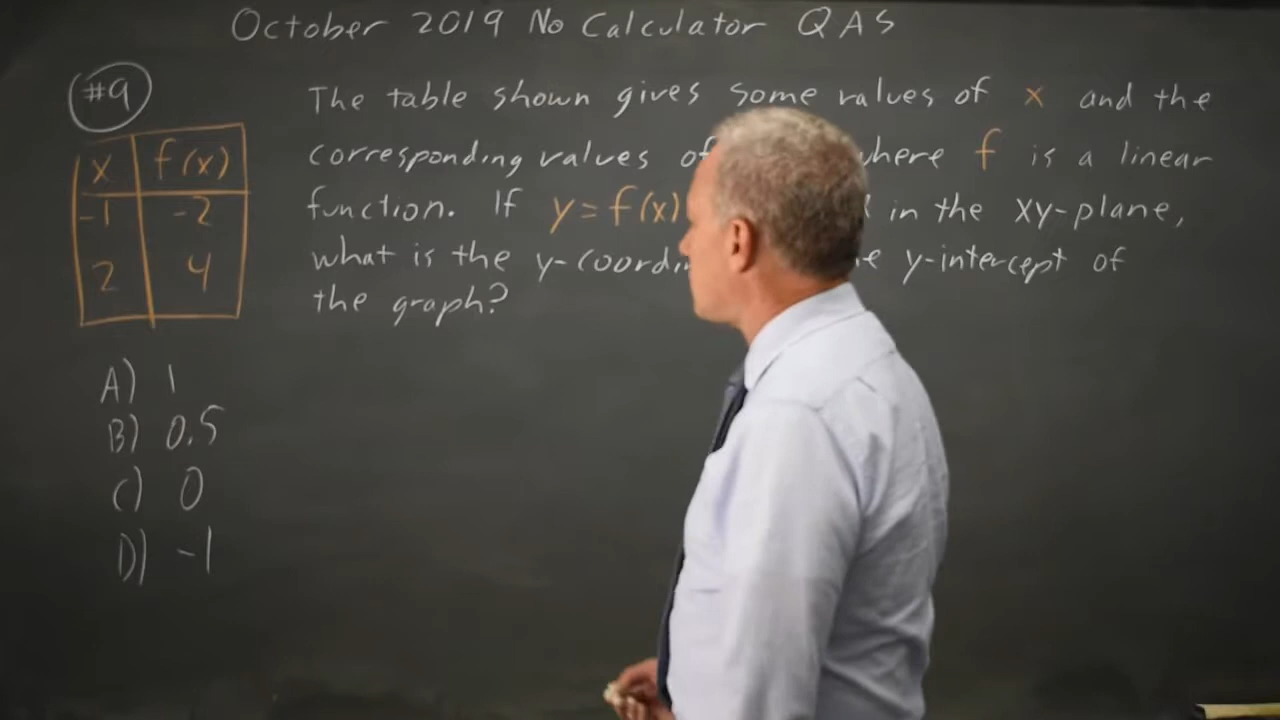 October 2019 No Calculator QAS
#9
The table shown gives some values of x and the
corresponding values of where f is a linear
function. If y=f(x) in the xy-plane,
what is the y-intercept of
the graph?
x f(x)
-1 -2
2 4
A) 1
B) 0.5
C) 0
D) -1